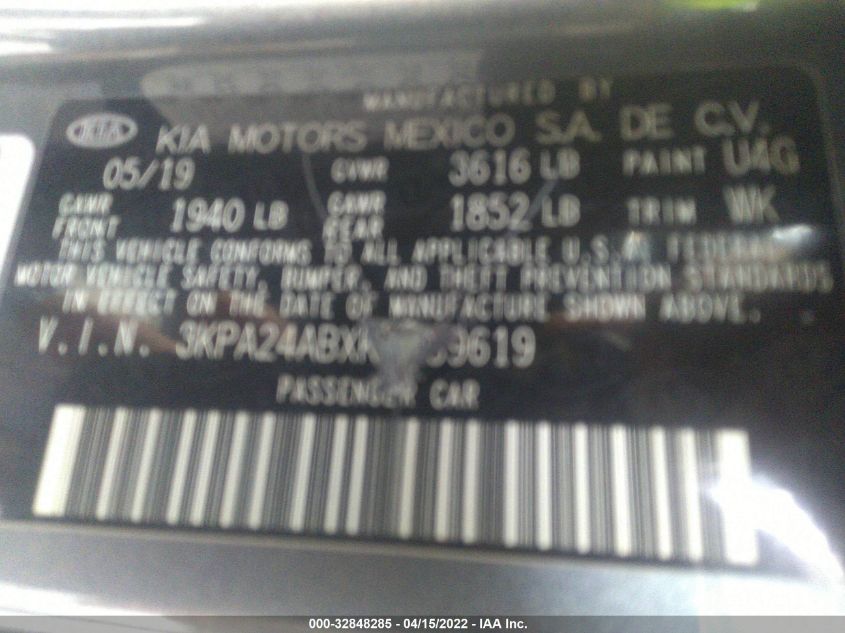 MANUFACTURED BY
KIA KIA MOTORS MEXICO S.A. DE C.V.
05/19 GVWR 3616 LB PAINT U4G
GAWR FRONT 1940 LB GAWR REAR 1852 LB TRIM WK
THIS VEHICLE CONFORMS TO ALL APPLICABLE U.S.A. FEDERAL
MOTOR VEHICLE SAFETY, BUMPER, AND THEFT PREVENTION STANDARDS
IN EFFECT ON THE DATE OF MANUFACTURE SHOWN ABOVE.
V.I.N. 
PASSENGER CAR
000-32848285 - 04/15/2022 - IAA Inc.